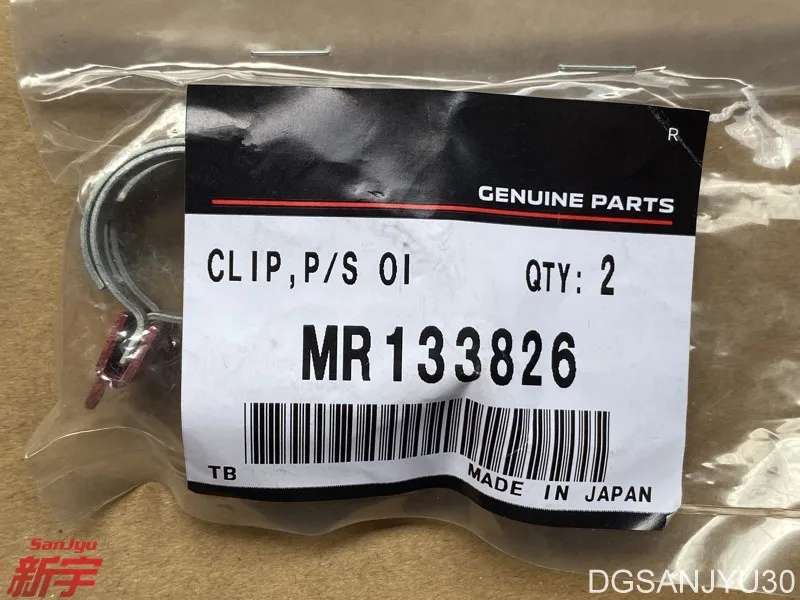 R
GENUINE PARTS
CLIP,P/S OI QTY: 2
MR133826
TB MADE IN JAPAN
SanJyu
新宇
DGSANJYU30